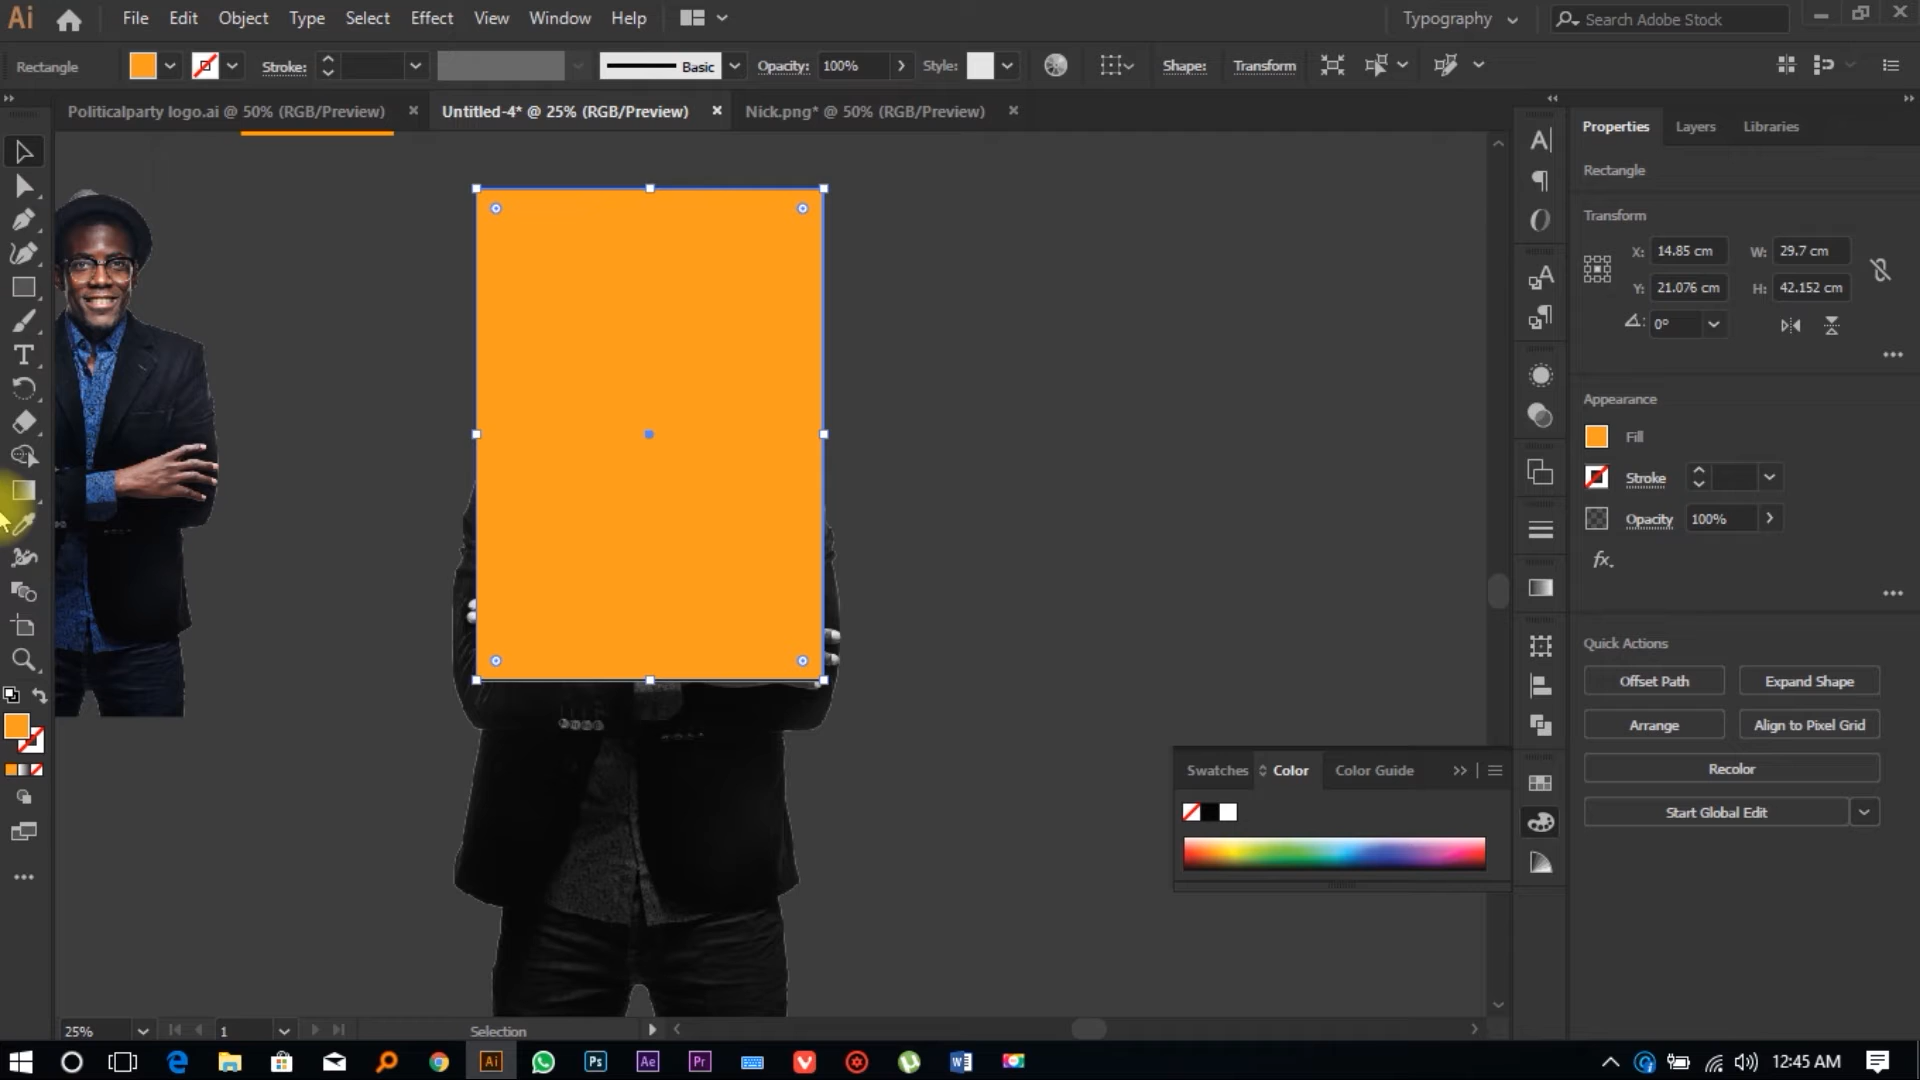 Ai File Edit Object Type Select Effect View Window Help Typography Search Adobe Stock
Rectangle Stroke: Basic Opacity: 100% Style: Shape: Transform
Politicalparty logo.ai @ 50% (RGB/Preview) Untitled-4* @ 25% (RGB/Preview) Nick.png* @ 50% (RGB/Preview)
Properties Layers Libraries
Rectangle
Transform
X: 14.85 cm W: 29.7 cm
Y: 21.076 cm H: 42.152 cm
0°
Appearance
Fill
Stroke
Opacity 100%
fx.
Quick Actions
Offset Path Expand Shape
Arrange Align to Pixel Grid
Recolor
Start Global Edit
Swatches Color Color Guide
25% 1 Selection
Ai Ps Ae Pr 12:45 AM